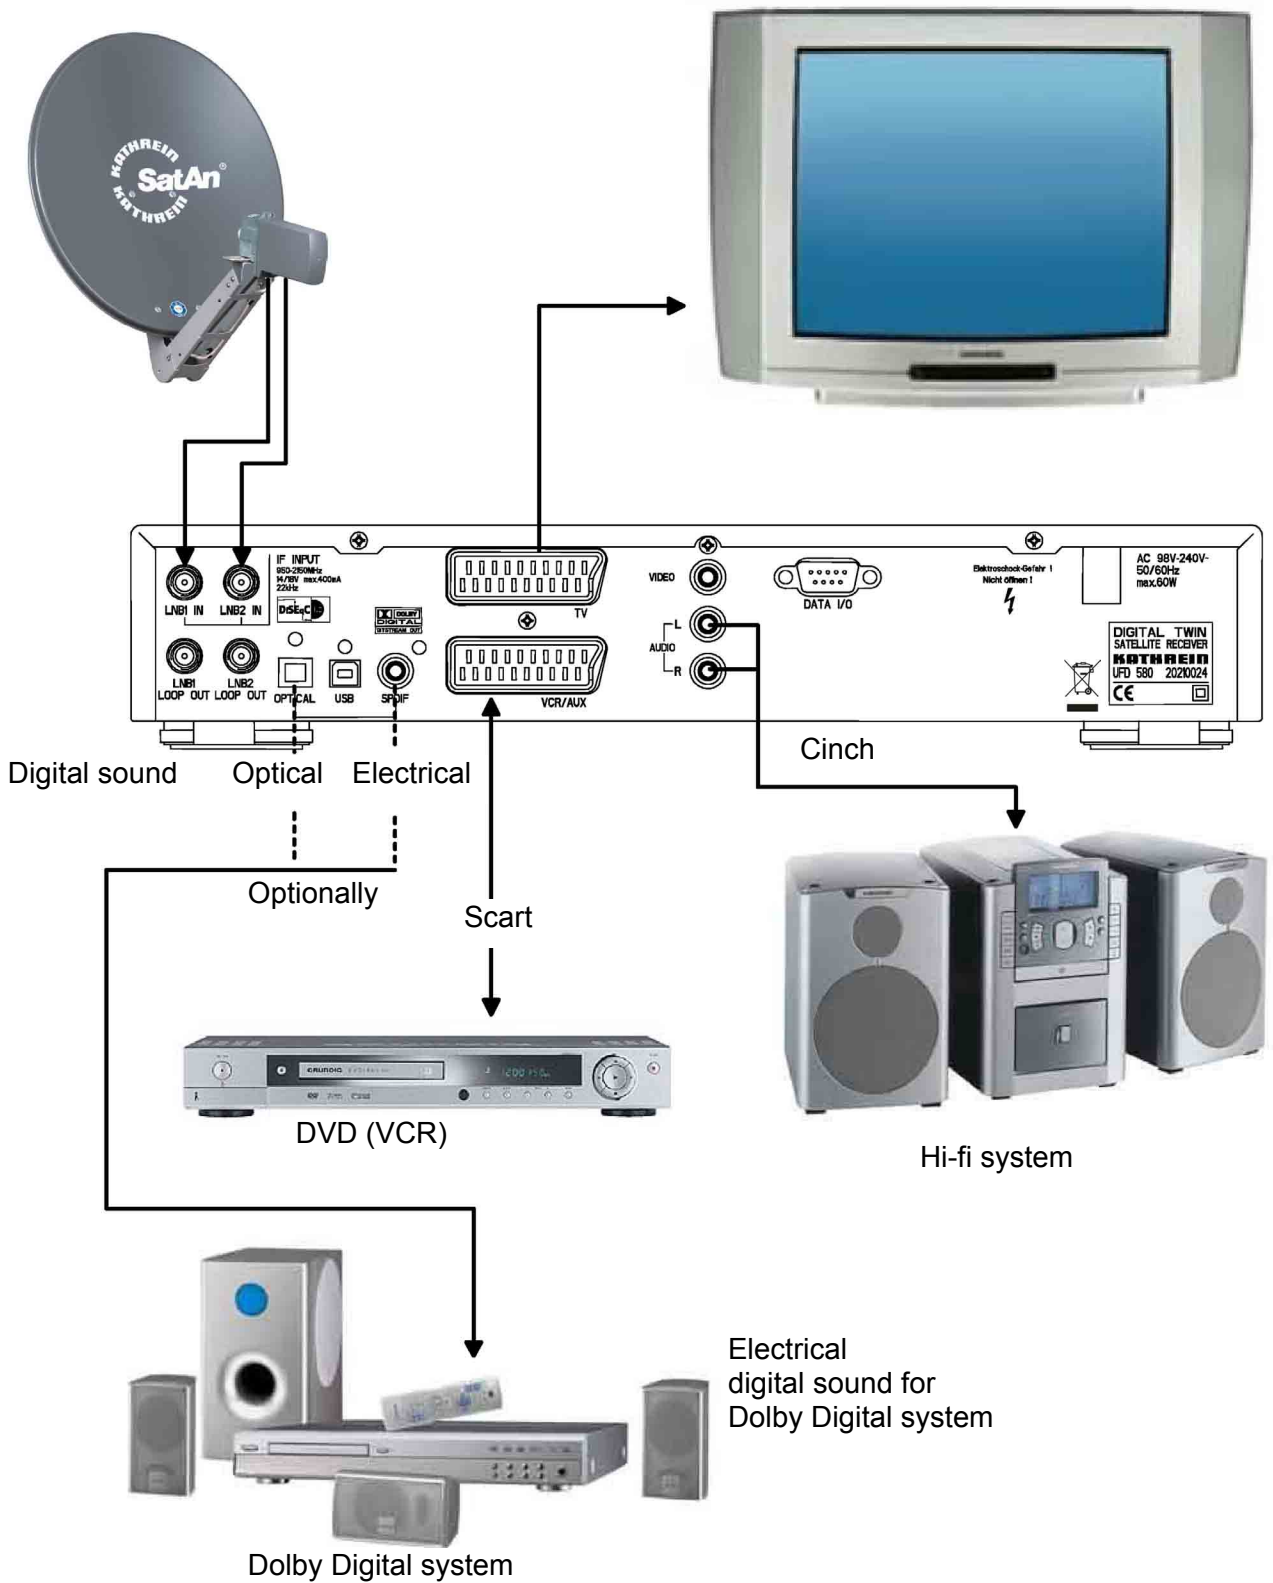 KATHREIN
SatAn®
KATHREIN
IF INPUT
950-2150MHz
14/18V max.400mA
22kHz
DiSEqC
LNB1 IN
LNB2 IN
LNB1
LOOP OUT
LNB2
LOOP OUT
DOLBY
DIGITAL
BITSTREAM OUT
OPTICAL
USB
SPDIF
TV
VCR/AUX
VIDEO
L
AUDIO
R
DATA I/O
Elektroschock-Gefahr !
Nicht öffnen !
AC 98V-240V~
50/60Hz
max.60W
DIGITAL TWIN
SATELLITE RECEIVER
KATHREIN
UFD 580 20210024
CE
Digital sound
Optical
Electrical
Cinch
Optionally
Scart
GRUNDIG
DVD (VCR)
Hi-fi system
Electrical
digital sound for
Dolby Digital system
Dolby Digital system